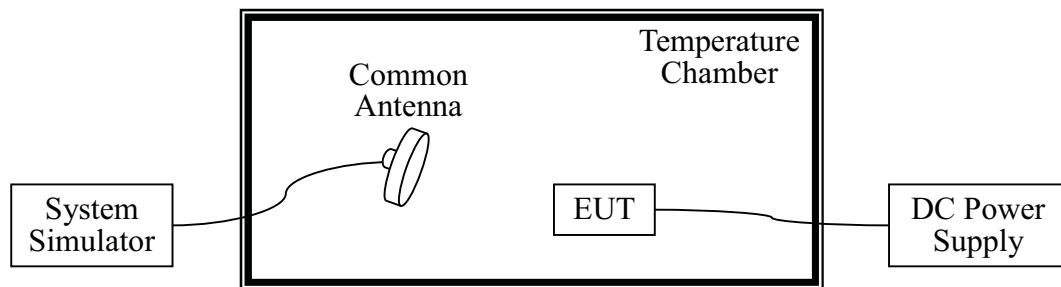 Temperature
Chamber
Common
Antenna
System
Simulator
EUT
DC Power
Supply